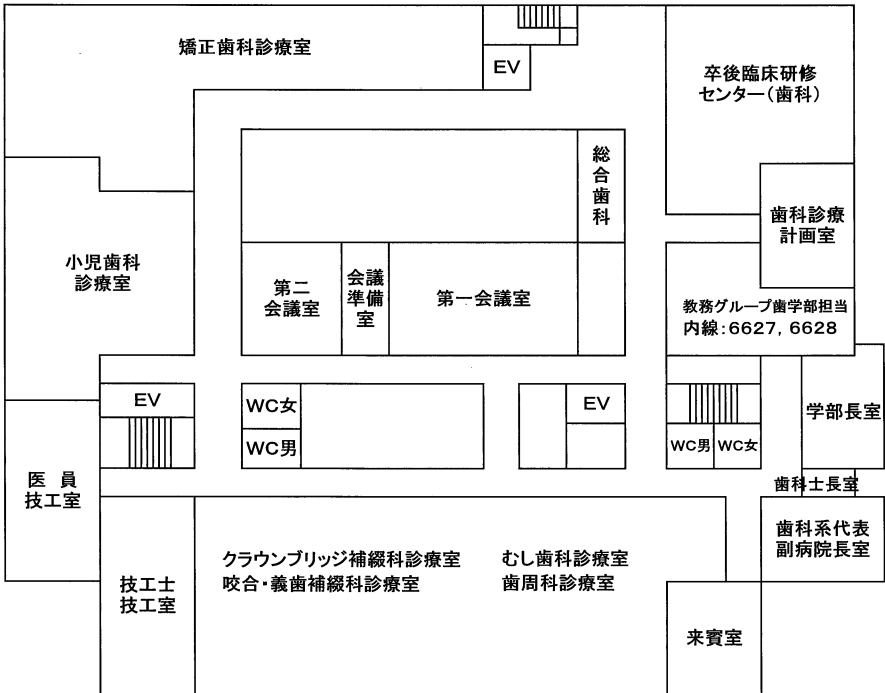 矯正歯科診療室
EV
卒後臨床研修
センター(歯科)
総合歯科
歯科診療
計画室
小児歯科
診療室
第二
会議室
会議
準備
室
第一会議室
教務グループ歯学部担当
内線:6627, 6628
EV
WC女
WC男
EV
WC男
WC女
学部長室
医 員
技工室
歯科士長室
歯科系代表
副病院長室
クラウンブリッジ補綴科診療室
咬合・義歯補綴科診療室
むし歯科診療室
歯周科診療室
技工士
技工室
来賓室